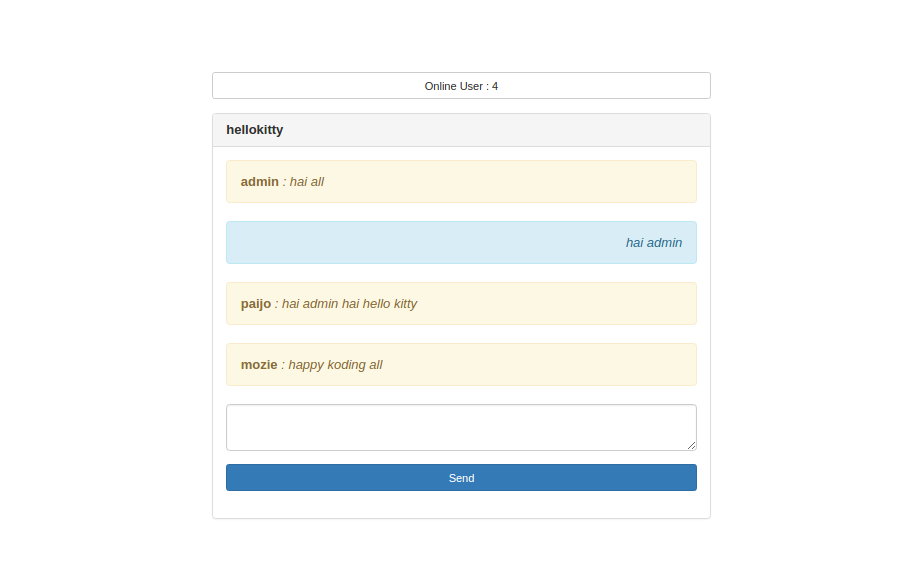 Online User : 4
hellokitty
admin : hai all
hai admin
paijo : hai admin hai hello kitty
mozie : happy koding all
Send